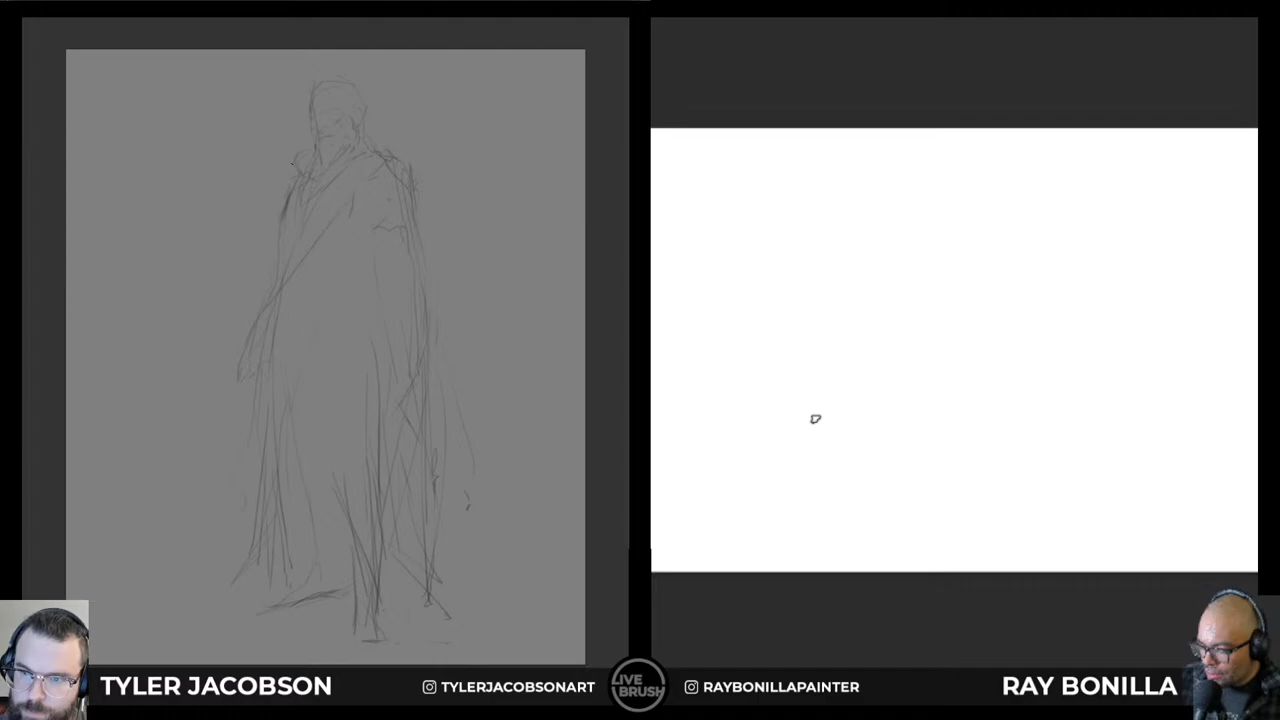 TYLER JACOBSON
TYLERJACOBSONART
LIVE
BRUSH
RAYBONILLAPAINTER
RAY BONILLA